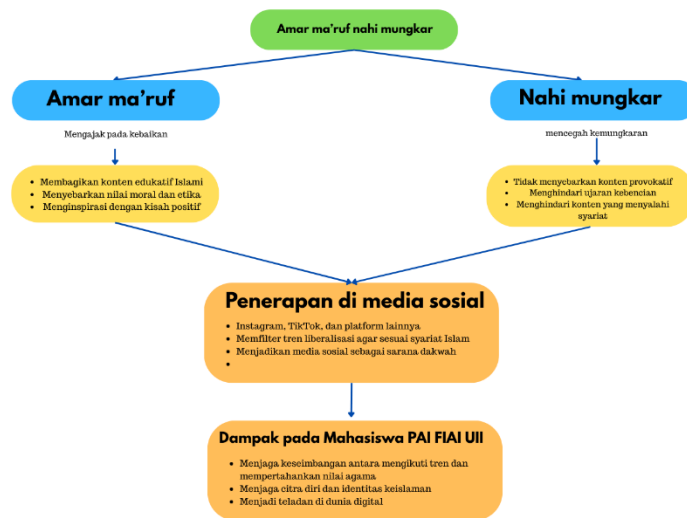 Amar ma'ruf nahi mungkar
Amar ma'ruf
Nahi mungkar
Mengajak pada kebaikan
mencegah kemungkaran
• Membagikan konten edukatif Islami
• Menyebarkan nilai moral dan etika
• Menginspirasi dengan kisah positif
• Tidak menyebarkan konten provokatif
• Menghindari ujaran kebencian
• Menghindari konten yang menyalahi
syariat
Penerapan di media sosial
• Instagram, TikTok, dan platform lainnya
• Memfilter tren liberalisasi agar sesuai syariat Islam
• Menjadikan media sosial sebagai sarana dakwah
•
Dampak pada Mahasiswa PAI FIAI UII
• Menjaga keseimbangan antara mengikuti tren dan
mempertahankan nilai agama
• Menjaga citra diri dan identitas keislaman
• Menjadi teladan di dunia digital